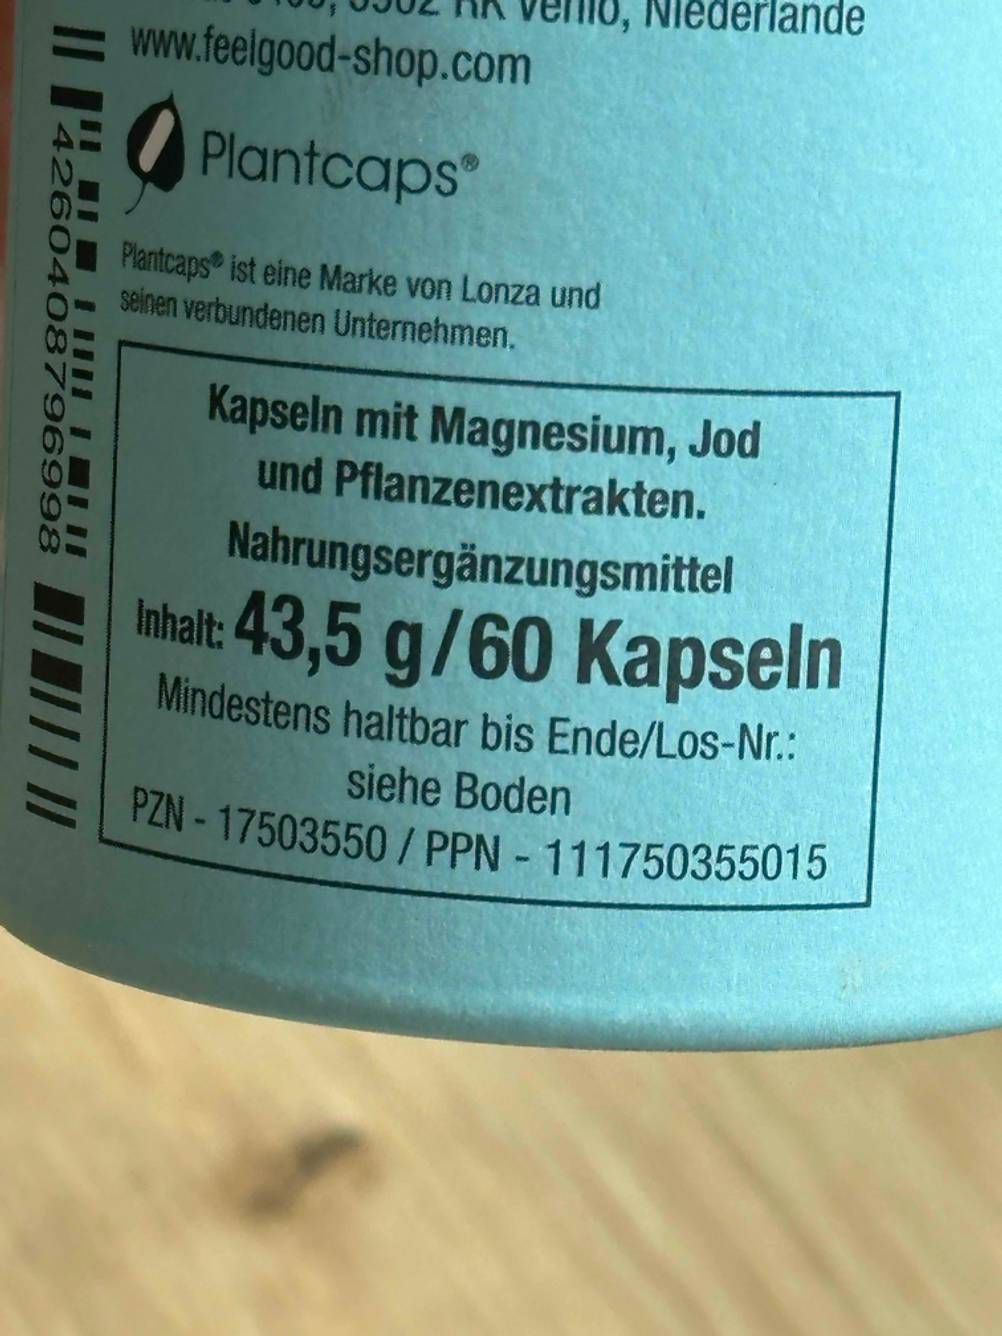 Venlo, Niederlande
www.feelgood-shop.com
Plantcaps®
Plantcaps® ist eine Marke von Lonza und
seinen verbundenen Unternehmen.
Kapseln mit Magnesium, Jod
und Pflanzenextrakten.
Nahrungsergänzungsmittel
Inhalt: 43,5 g/60 Kapseln
Mindestens haltbar bis Ende/Los-Nr.:
siehe Boden
PZN - 17503550 / PPN - 111750355015
4260408796998